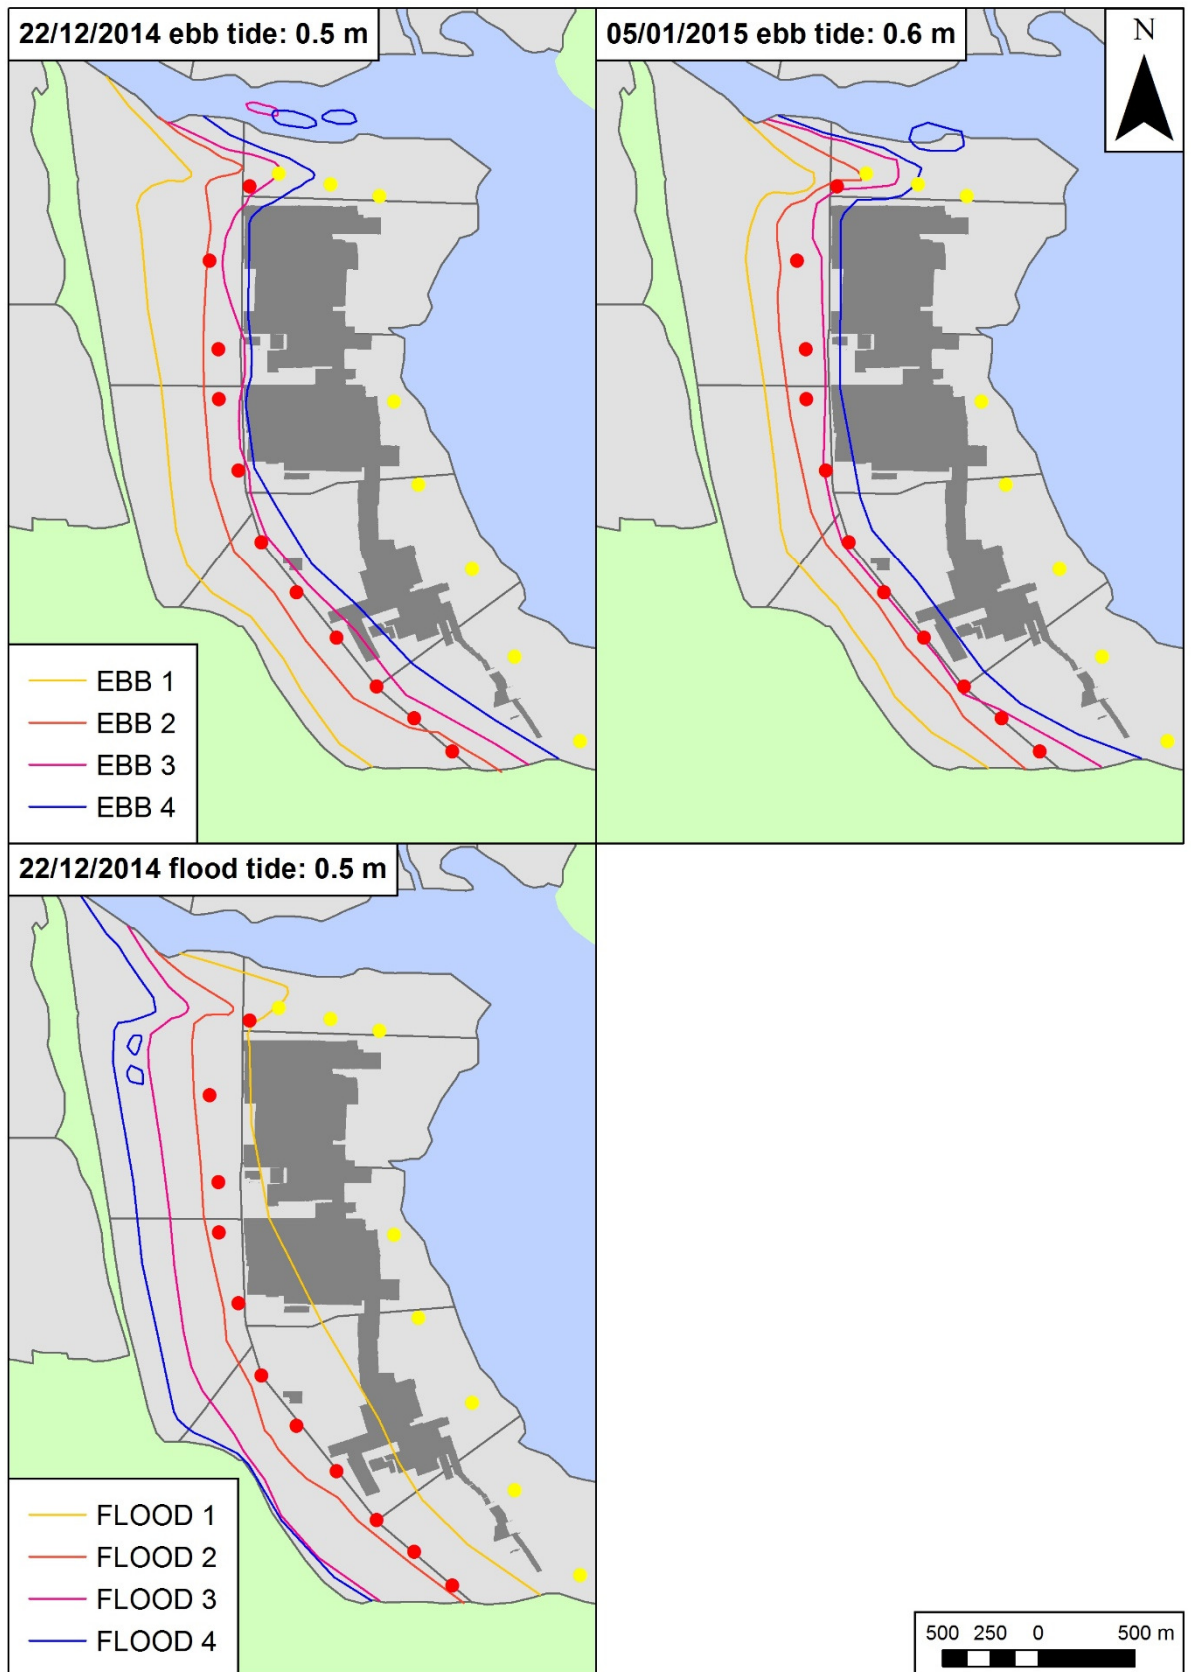 22/12/2014 ebb tide: 0.5 m
05/01/2015 ebb tide: 0.6 m
N
EBB 1
EBB 2
EBB 3
EBB 4
22/12/2014 flood tide: 0.5 m
FLOOD 1
FLOOD 2
FLOOD 3
FLOOD 4
500 250 0 500 m